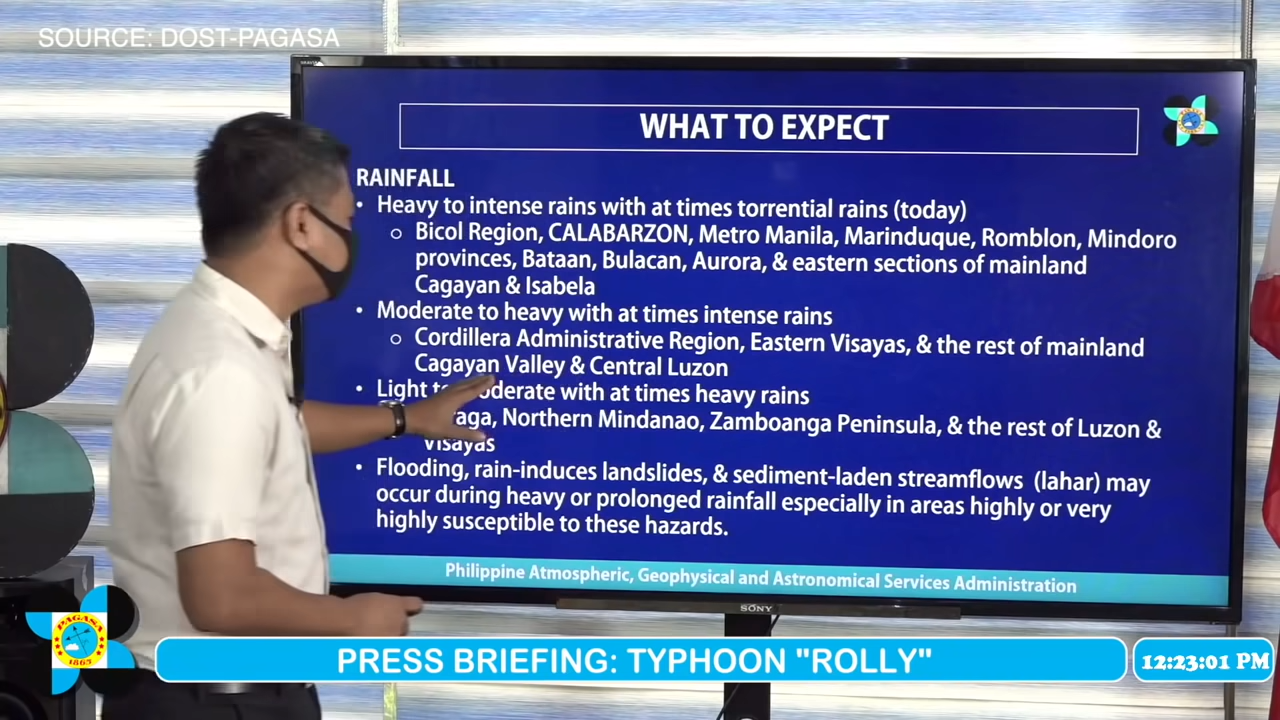 SOURCE: DOST-PAGASA
WHAT TO EXPECT
RAINFALL
• Heavy to intense rains with at times torrential rains (today)
o Bicol Region, CALABARZON, Metro Manila, Marinduque, Romblon, Mindoro
provinces, Bataan, Bulacan, Aurora, & eastern sections of mainland
Cagayan & Isabela
• Moderate to heavy with at times intense rains
o Cordillera Administrative Region, Eastern Visayas, & the rest of mainland
Cagayan Valley & Central Luzon
• Light with at times heavy rains
Northern Mindanao, Zamboanga Peninsula, & the rest of Luzon &
Visayas
• Flooding, rain-induces landslides, & sediment-laden streamflows (lahar) may
occur during heavy or prolonged rainfall especially in areas highly or very
highly susceptible to these hazards.
Philippine Atmospheric, Geophysical and Astronomical Services Administration
SONY
PAGASA
1865
PRESS BRIEFING: TYPHOON "ROLLY"
12:23:01 PM